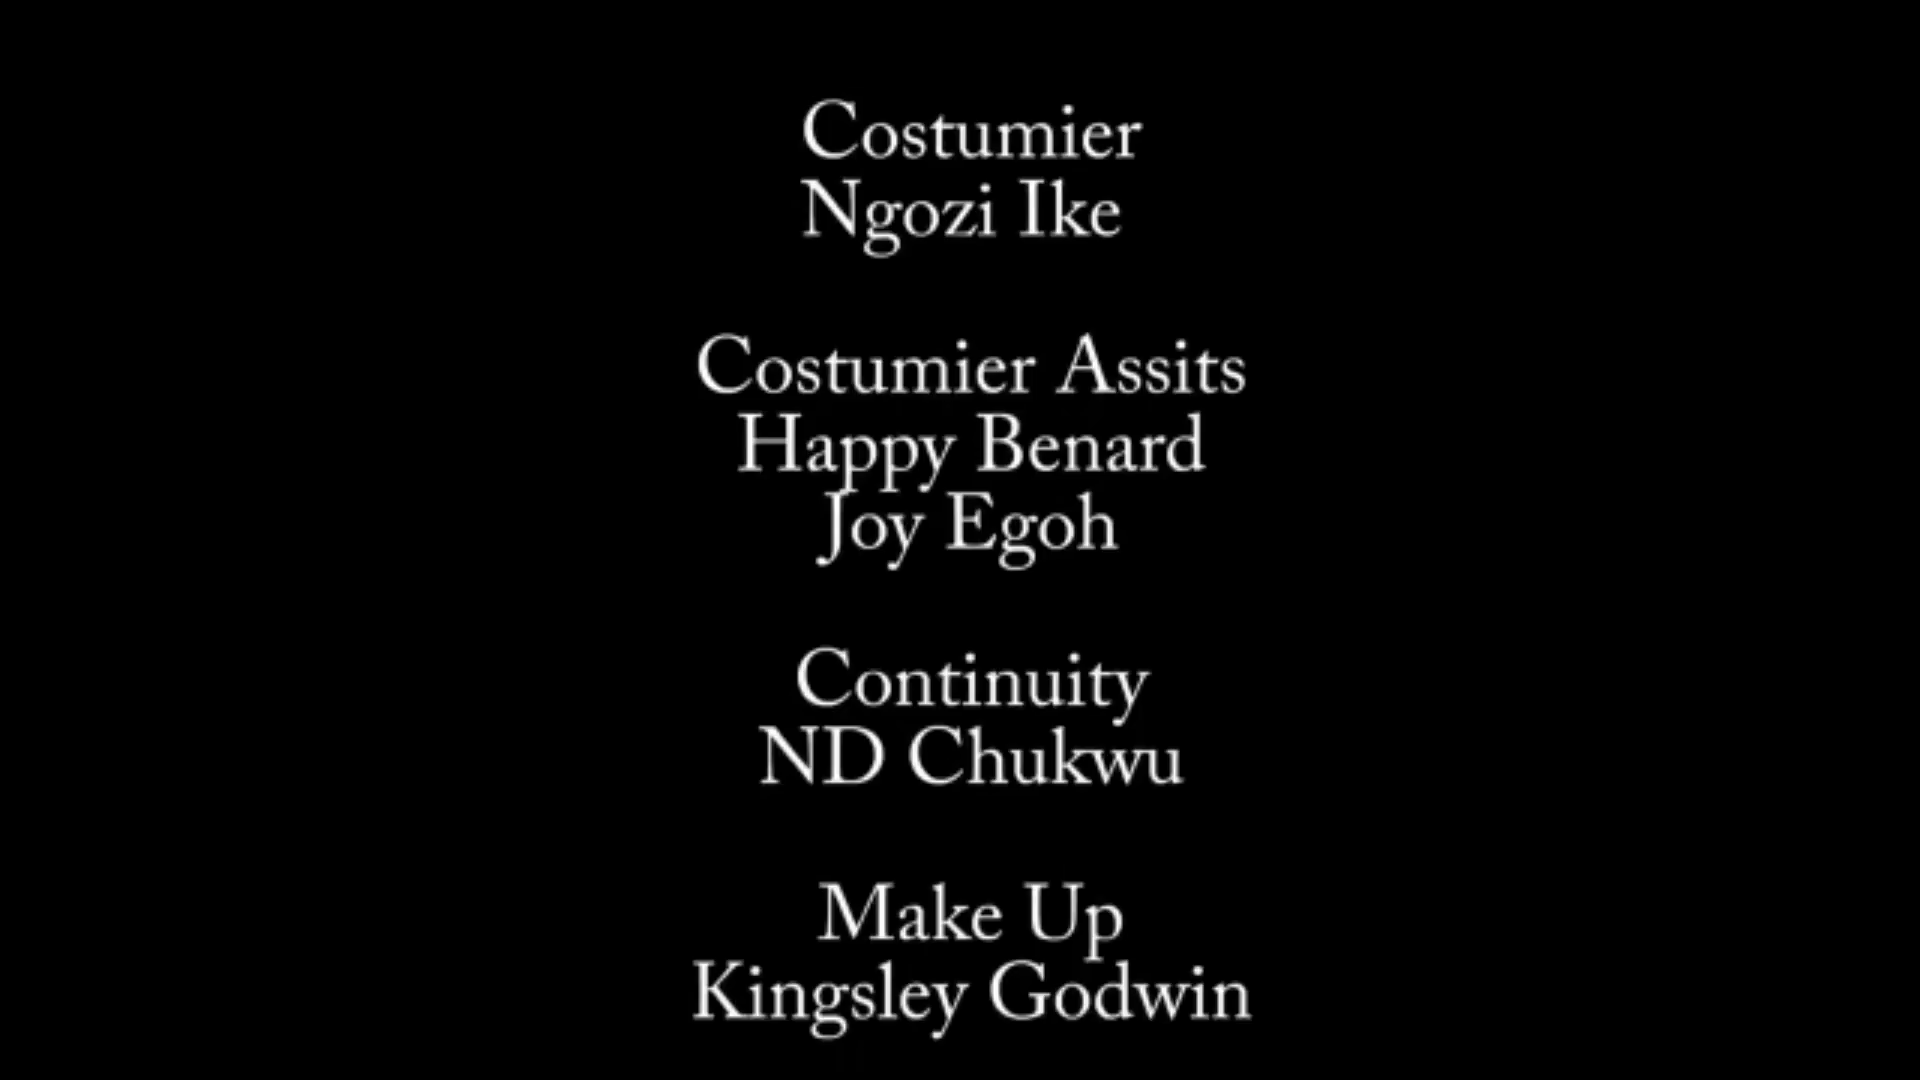 Costumier
Ngozi Ike
Costumier Assits
Happy Benard
Joy Egoh
Continuity
ND Chukwu
Make Up
Kingsley Godwin